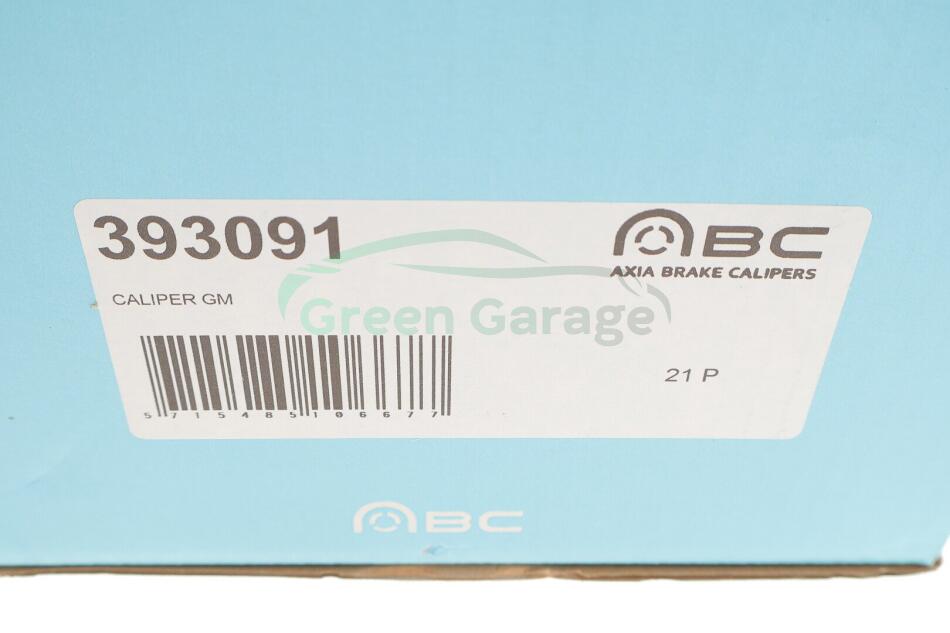 393091
ABC
AXIA BRAKE CALIPERS
CALIPER GM
Green Garage
21 P
5715485106677
ABC